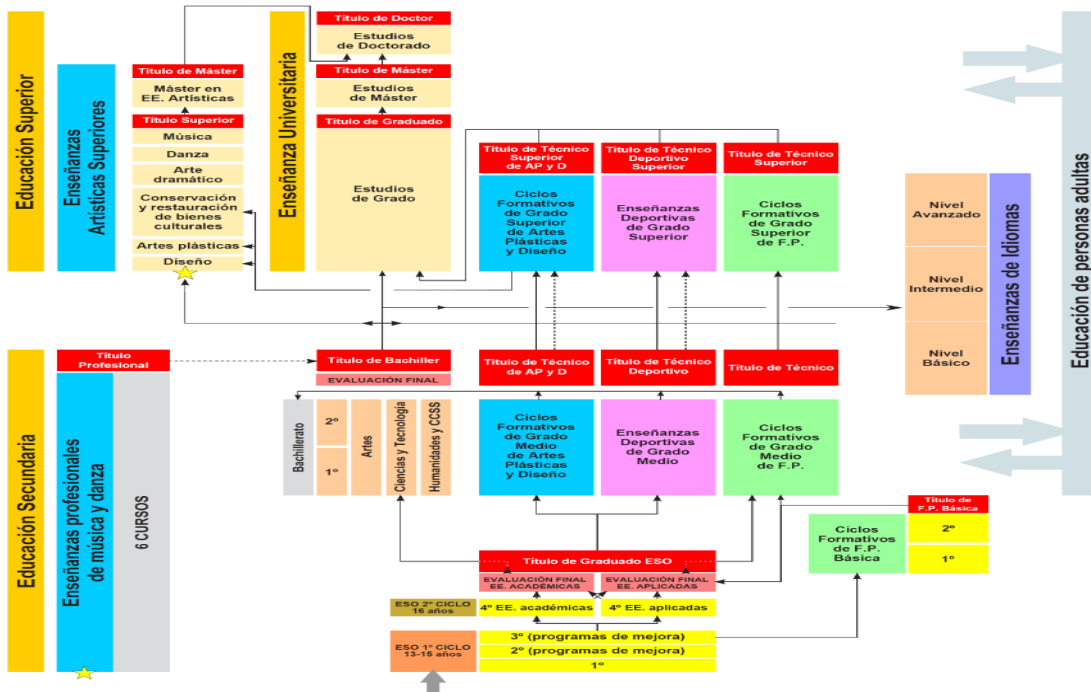 Educación Superior
Enseñanzas
Artísticas Superiores
Título de Máster
Máster en
EE. Artísticas
Título Superior
Música
Danza
Arte
dramático
Conservación
y restauración
de bienes
culturales
Artes plásticas
Diseño
Enseñanza Universitaria
Título de Doctor
Estudios
de Doctorado
Título de Máster
Estudios
de Máster
Título de Graduado
Estudios
de Grado
Título de Técnico
Superior
de AP y D
Ciclos
Formativos
de Grado
Superior
de Artes
Plásticas
y Diseño
Título de Técnico
Deportivo
Superior
Enseñanzas
Deportivas
de Grado
Superior
Título de Técnico
Superior
Ciclos
Formativos
de Grado
Superior
de F.P.
Nivel
Avanzado
Nivel
Intermedio
Nivel
Básico
Enseñanzas de Idiomas
Educación de personas adultas
Educación Secundaria
Título
Profesional
Enseñanzas profesionales
de música y danza
6 CURSOS
Título de Bachiller
EVALUACIÓN FINAL
Bachillerato
2º
1º
Artes
Ciencias y Tecnología
Humanidades y CCSS
Título de Técnico
de AP y D
Ciclos
Formativos
de Grado
Medio
de Artes
Plásticas
y Diseño
Título de Técnico
Deportivo
Enseñanzas
Deportivas
de Grado
Medio
Título de Técnico
Ciclos
Formativos
de Grado
Medio
de F.P.
Título de
F.P. Básica
Ciclos
Formativos
de F.P.
Básica
2º
1º
Título de Graduado ESO
EVALUACIÓN FINAL
EE. ACADÉMICAS
EVALUACIÓN FINAL
EE. APLICADAS
ESO 2º CICLO
16 años
4º EE. académicas
4º EE. aplicadas
ESO 1º CICLO
13-15 años
3º (programas de mejora)
2º (programas de mejora)
1º